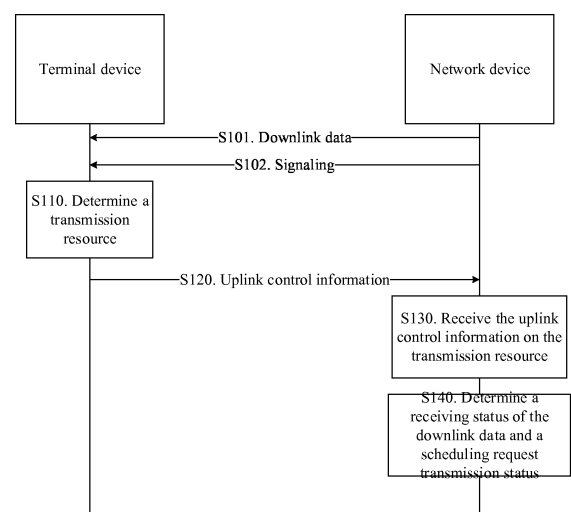 Terminal device
Network device
S101. Downlink data
S102. Signaling
S110. Determine a
transmission
resource
S120. Uplink control information
S130. Receive the uplink
control information on the
transmission resource
S140. Determine a
receiving status of the
downlink data and a
scheduling request
transmission status